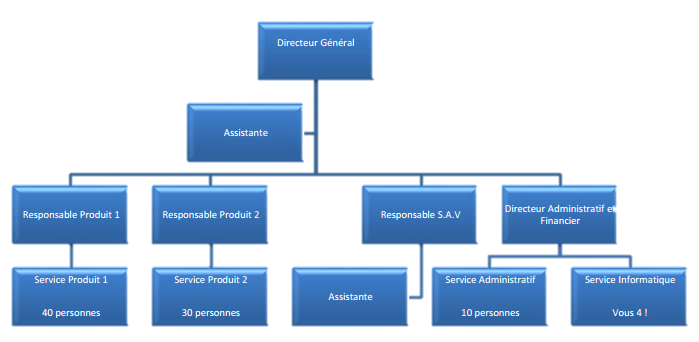 Directeur Général
Assistante
Responsable Produit 1
Responsable Produit 2
Responsable S.A.V
Directeur Administratif et
Financier
Service Produit 1
40 personnes
Service Produit 2
30 personnes
Assistante
Service Administratif
10 personnes
Service Informatique
Vous 4 !